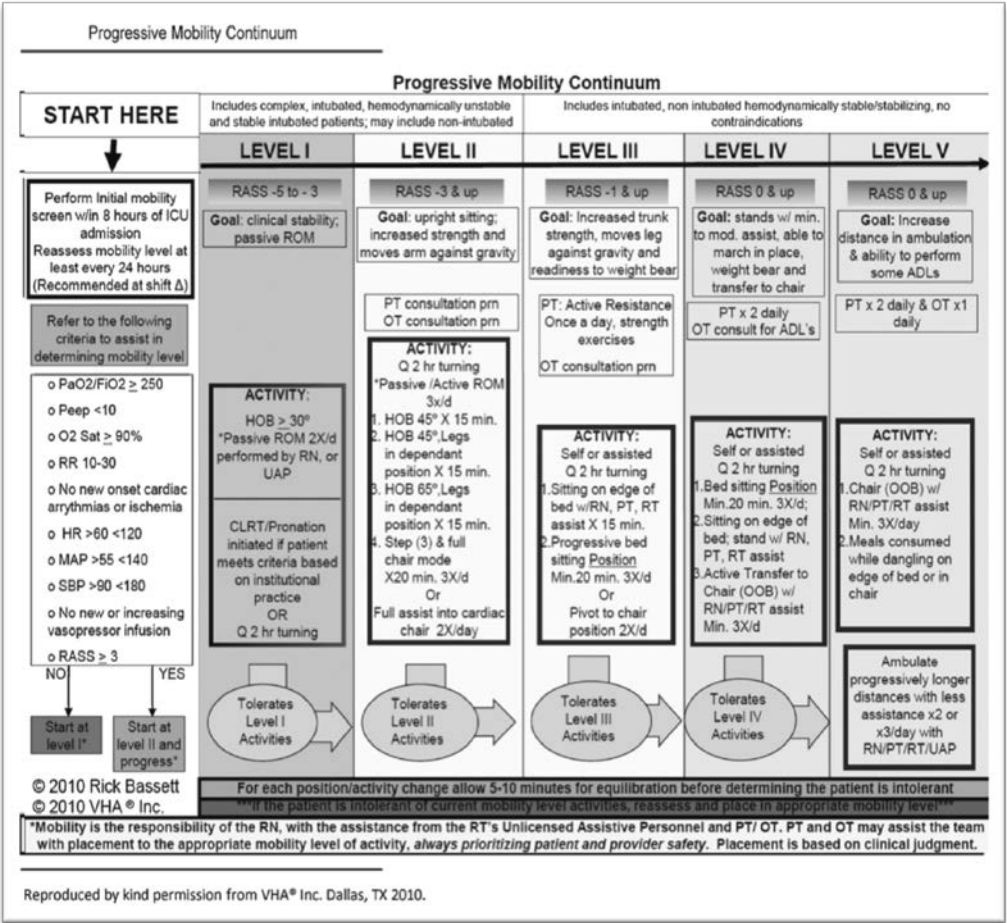 Progressive Mobility Continuum
Progressive Mobility Continuum
START HERE
Includes complex, intubated, hemodynamically unstable
and stable intubated patients; may include non-intubated
Includes intubated, non intubated hemodynamically stable/stabilizing, no
contraindications
LEVEL I
LEVEL II
LEVEL III
LEVEL IV
LEVEL V
Perform Initial mobility
screen w/in 8 hours of ICU
admission
Reassess mobility level at
least every 24 hours
(Recommended at shift Δ)
Refer to the following
criteria to assist in
determining mobility level
o PaO2/FiO2 ≥ 250
o Peep <10
o O2 Sat ≥ 90%
o RR 10-30
o No new onset cardiac
arrythmias or ischemia
o HR >60 <120
o MAP >55 <140
o SBP >90 <180
o No new or increasing
vasopressor infusion
o RASS ≥ 3
NO
YES
Start at
level I*
Start at
level II and
progress*
RASS -5 to - 3
Goal: clinical stability;
passive ROM
ACTIVITY:
HOB ≥ 30º
*Passive ROM 2X/d
performed by RN, or
UAP
CLRT/Pronation
initiated if patient
meets criteria based
on institutional
practice
OR
Q 2 hr turning
Tolerates
Level I
Activities
RASS -3 & up
Goal: upright sitting;
increased strength and
moves arm against gravity
PT consultation prn
OT consultation prn
ACTIVITY:
Q 2 hr turning
*Passive /Active ROM
3x/d
1. HOB 45º X 15 min.
2. HOB 45º,Legs
in dependant
position X 15 min.
3. HOB 65º,Legs
in dependant
position X 15 min.
4. Step (3) & full
chair mode
X20 min. 3X/d
Or
Full assist into cardiac
chair 2X/day
Tolerates
Level II
Activities
RASS -1 & up
Goal: Increased trunk
strength, moves leg
against gravity and
readiness to weight bear
PT: Active Resistance
Once a day, strength
exercises
OT consultation prn
ACTIVITY:
Self or assisted
Q 2 hr turning
1.Sitting on edge of
bed w/RN, PT, RT
assist X 15 min.
2.Progressive bed
sitting Position
Min.20 min. 3X/d
Or
Pivot to chair
position 2X/d
Tolerates
Level III
Activities
RASS 0 & up
Goal: stands w/ min.
to mod. assist, able to
march in place,
weight bear and
transfer to chair
PT x 2 daily
OT consult for ADL's
ACTIVITY:
Self or assisted
Q 2 hr turning
1.Bed sitting Position
Min.20 min. 3X/d;
2.Sitting on edge of
bed; stand w/ RN,
PT, RT assist
3.Active Transfer to
Chair (OOB) w/
RN/PT/RT assist
Min. 3X/d
Tolerates
Level IV
Activities
RASS 0 & up
Goal: Increase
distance in ambulation
& ability to perform
some ADLs
PT x 2 daily & OT x1
daily
ACTIVITY:
Self or assisted
Q 2 hr turning
1.Chair (OOB) w/
RN/PT/RT assist
Min. 3X/day
2.Meals consumed
while dangling on
edge of bed or in
chair
Ambulate
progressively longer
distances with less
assistance x2 or
x3/day with
RN/PT/RT/UAP
© 2010 Rick Bassett
© 2010 VHA® Inc.
For each position/activity change allow 5-10 minutes for equilibration before determining the patient is intolerant
***If the patient is intolerant of current mobility level activities, reassess and place in appropriate mobility level***
*Mobility is the responsibility of the RN, with the assistance from the RT's Unlicensed Assistive Personnel and PT/ OT. PT and OT may assist the team
with placement to the appropriate mobility level of activity, always prioritizing patient and provider safety. Placement is based on clinical judgment.
Reproduced by kind permission from VHA® Inc. Dallas, TX 2010.